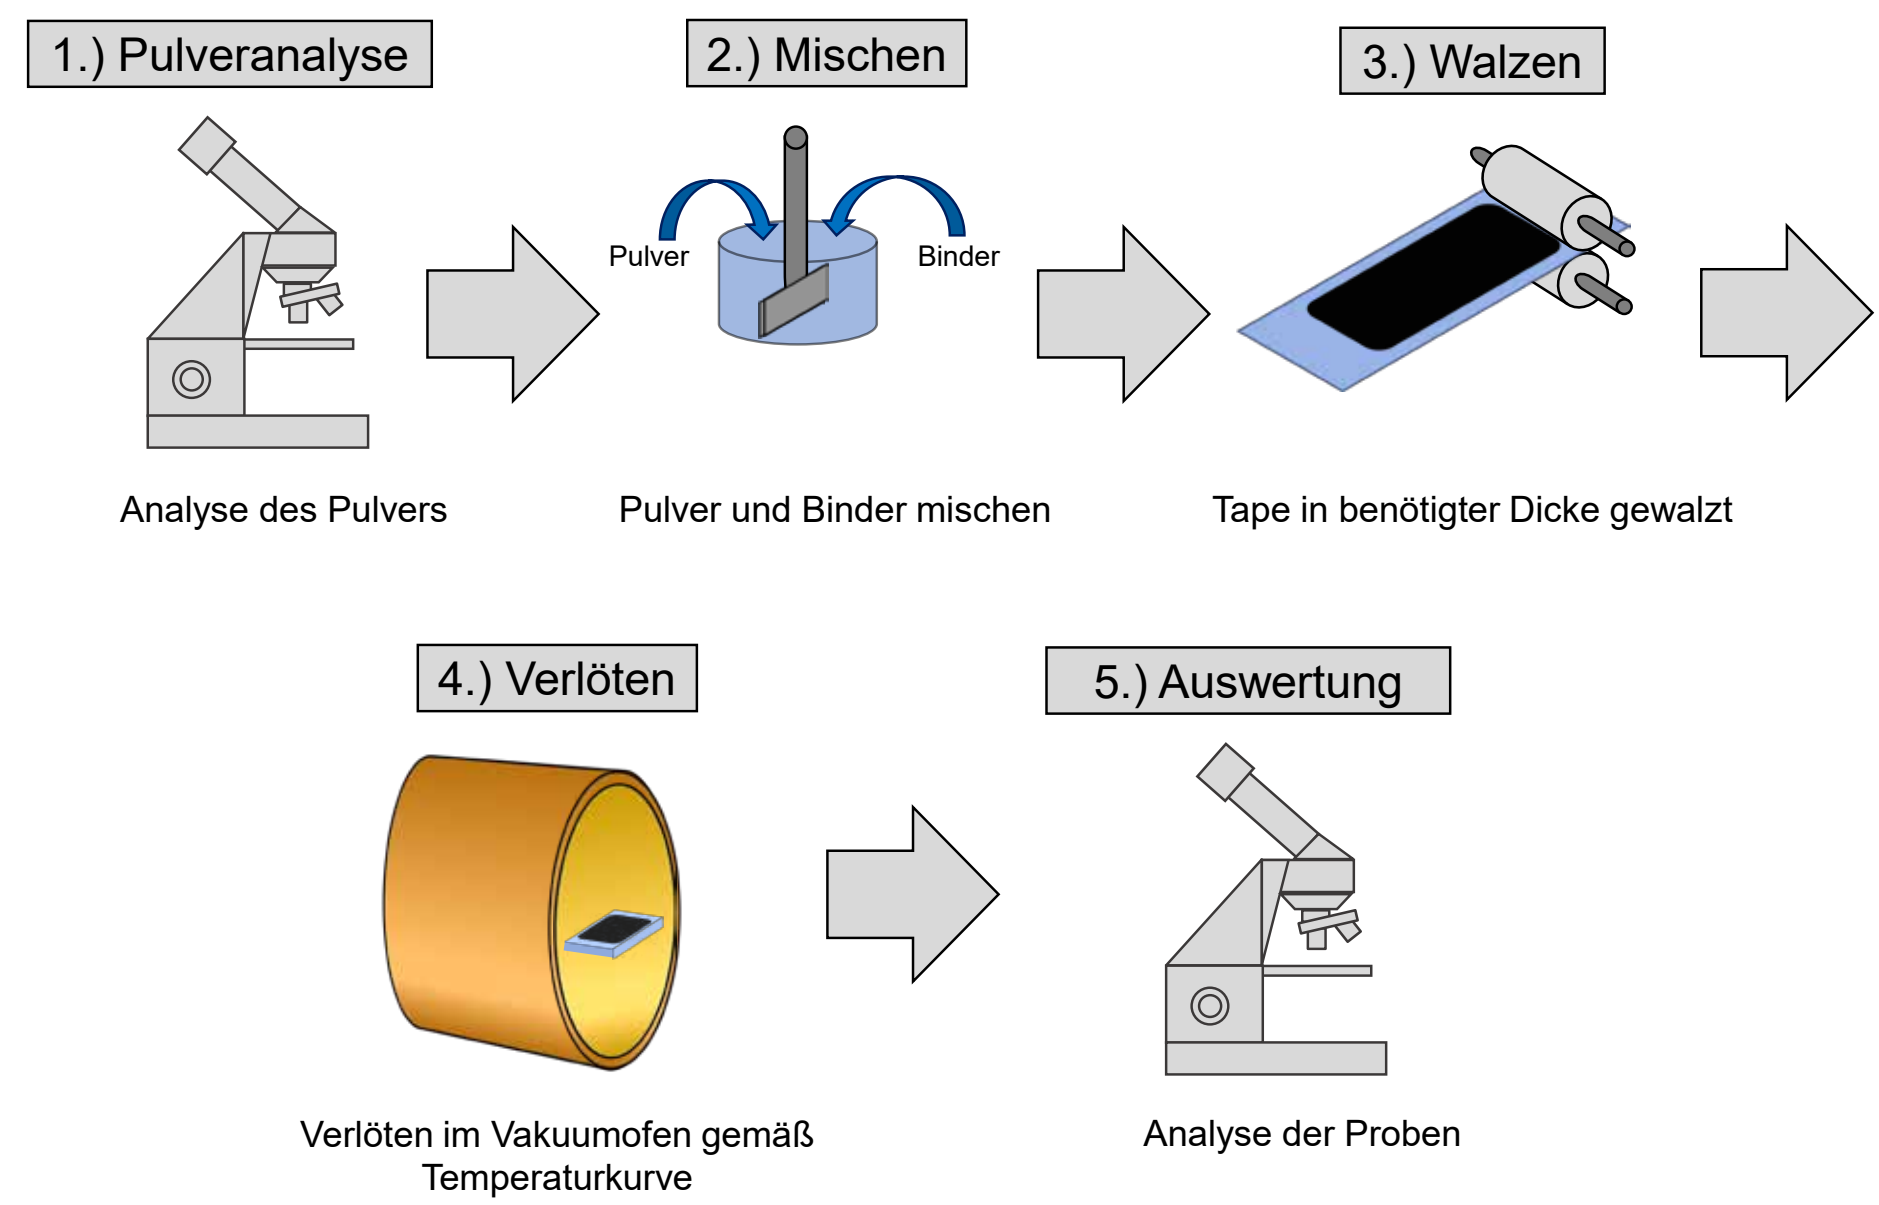 1.) Pulveranalyse
2.) Mischen
3.) Walzen
Pulver
Binder
Analyse des Pulvers
Pulver und Binder mischen
Tape in benötigter Dicke gewalzt
4.) Verlöten
5.) Auswertung
Verlöten im Vakuumofen gemäß
Temperaturkurve
Analyse der Proben